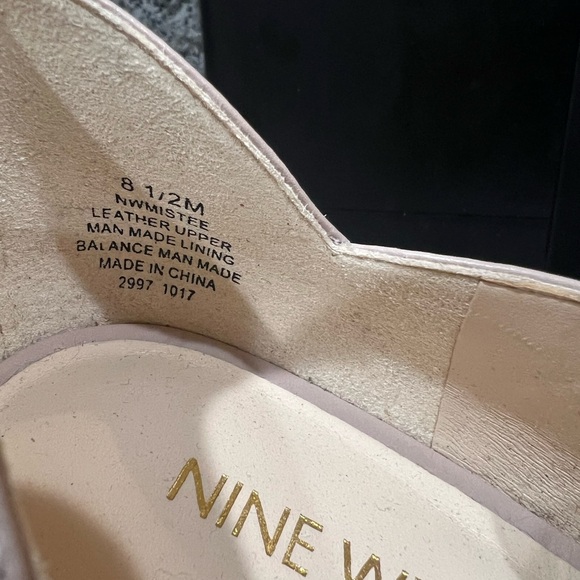 8 1/2M
NWMISTEE
LEATHER UPPER
MAN MADE LINING
BALANCE MAN MADE
MADE IN CHINA
2997 1017
NINE W